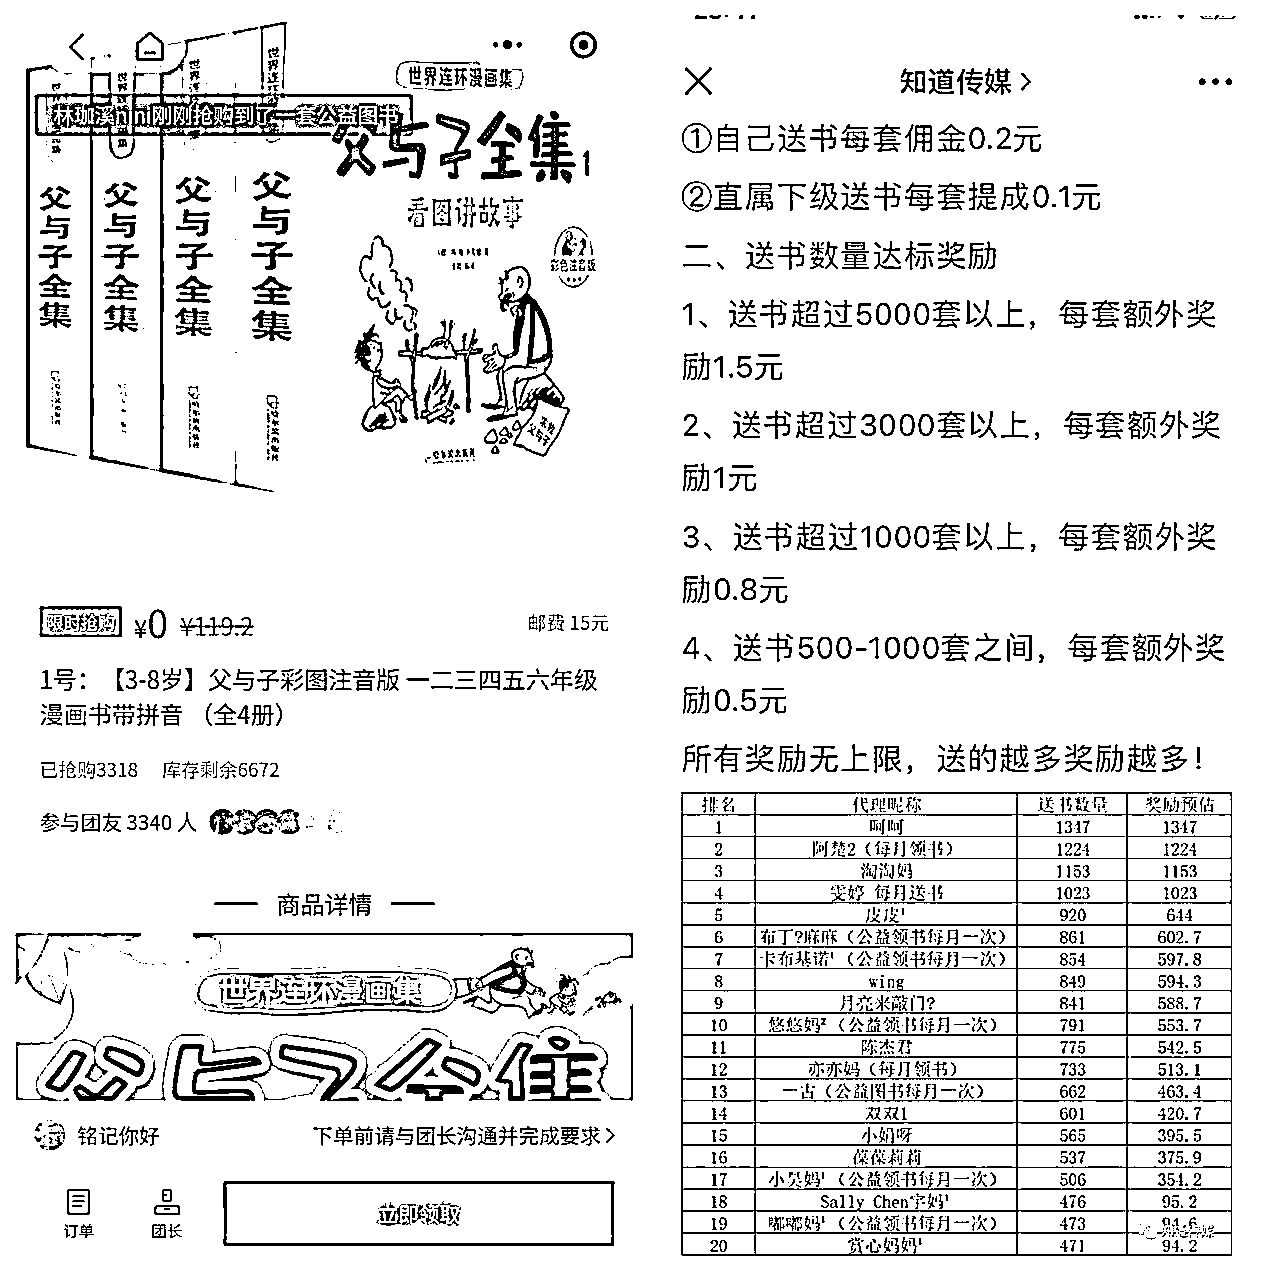 世界连环漫画集
林珈溪nini刚刚抢购到了一套公益图书
父与子全集1
看图讲故事
彩色注音版
父与子全集
父与子全集
父与子全集
父与子全集
限时抢购 ¥0 ¥119.2 邮费 15元
1号：【3-8岁】父与子彩图注音版 一二三四五六年级
漫画书带拼音 （全4册）
已抢购3318 库存剩余6672
参与团友 3340 人
商品详情
世界连环漫画集
父与子全集
铭记你好 下单前请与团长沟通并完成要求
订单 团长 立即领取
知道传媒
①自己送书每套佣金0.2元
②直属下级送书每套提成0.1元
二、送书数量达标奖励
1、送书超过5000套以上，每套额外奖
励1.5元
2、送书超过3000套以上，每套额外奖
励1元
3、送书超过1000套以上，每套额外奖
励0.8元
4、送书500-1000套之间，每套额外奖
励0.5元
所有奖励无上限，送的越多奖励越多！
排名 代理昵称 送书数量 奖励预估
1 呵呵 1347 1347
2 阿楚2（每月领书） 1224 1224
3 淘淘妈 1153 1153
4 雯婷 每月送书 1023 1023
5 皮皮¹ 920 644
6 布丁?麻麻（公益领书每月一次） 861 602.7
7 卡布基诺¹（公益领书每月一次） 854 597.8
8 wing 849 594.3
9 月亮来敲门? 841 588.7
10 悠悠妈²（公益领书每月一次） 791 553.7
11 陈杰君 775 542.5
12 亦亦妈（每月领书） 733 513.1
13 一古（公益图书每月一次） 662 463.4
14 双双1 601 420.7
15 小妞呀 565 395.5
16 葆葆莉莉 537 375.9
17 小昊妈¹（公益领书每月一次） 506 354.2
18 Sally Chen宇妈¹ 476 95.2
19 嘟嘟妈¹（公益领书每月一次） 473 94.6
20 赏心妈妈¹ 471 94.2